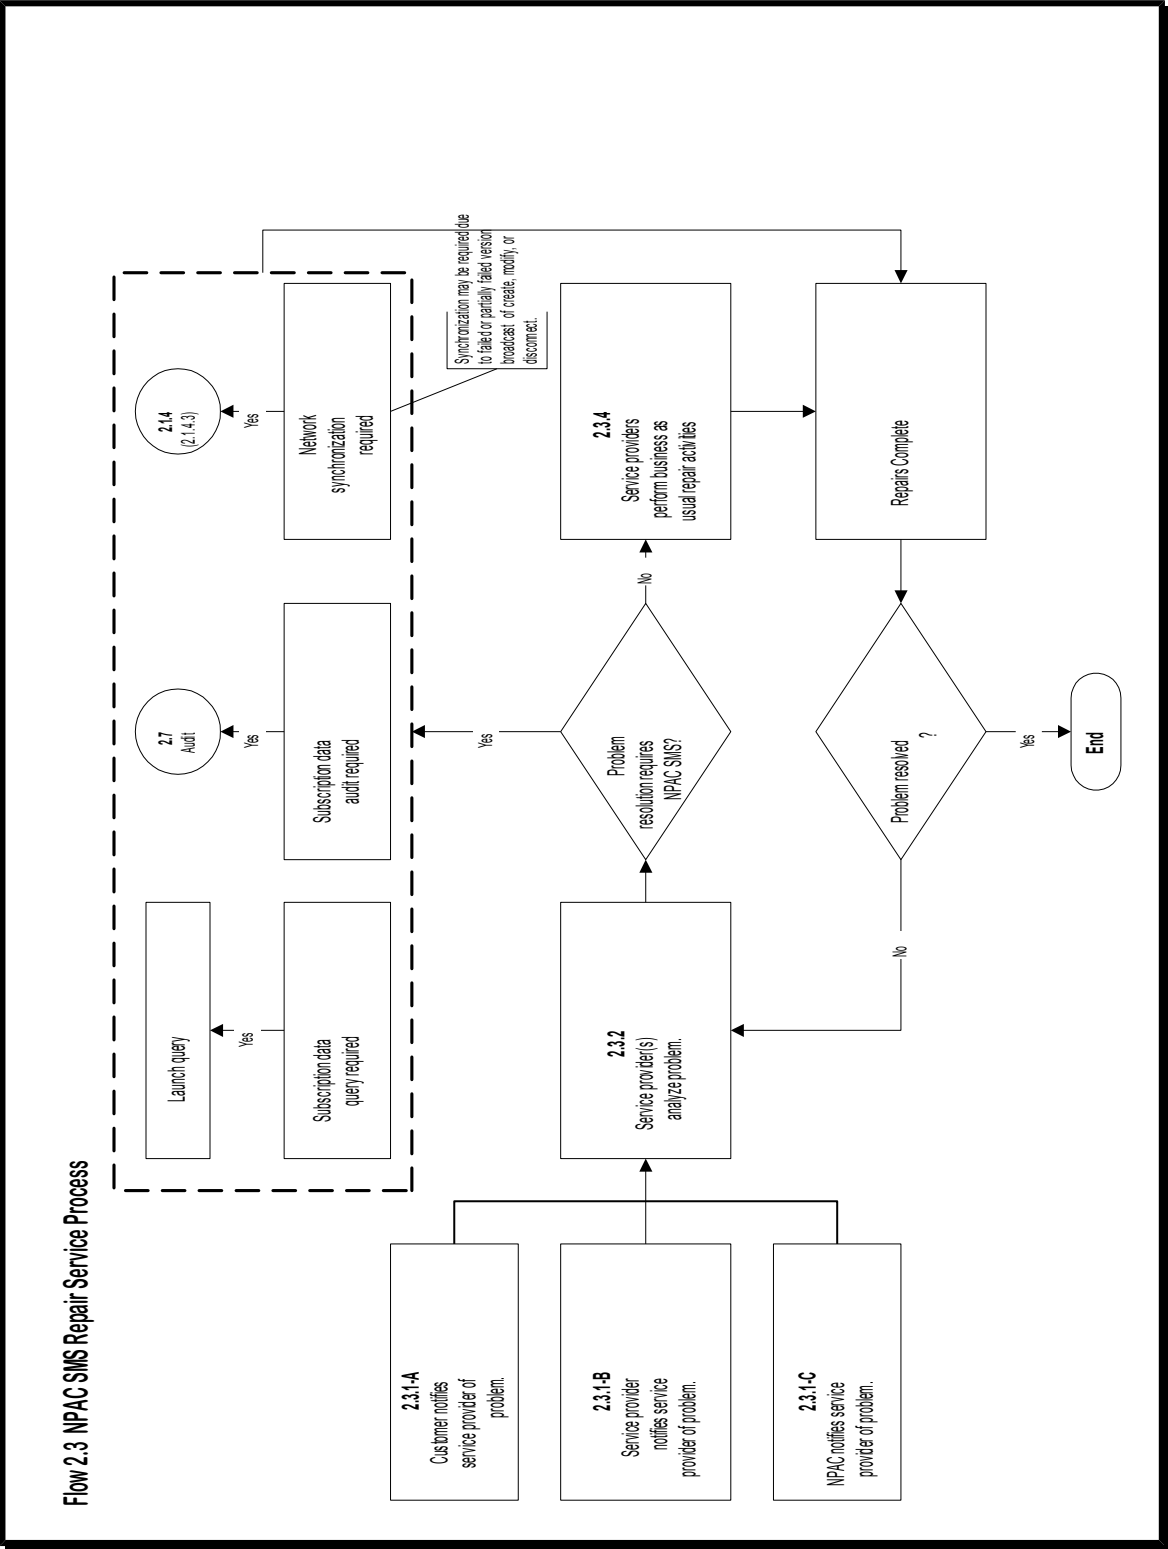 Flow 2.3 NPAC SMS Repair Service Process
Launch query
Yes
Subscription data
query required
2.7
Audit
Yes
Subscription data
audit required
2.1.4
(2.1.4.3)
Yes
Network
synchronization
required
Synchronization may be required due
to failed or partially failed version
broadcast of create, modify, or
disconnect.
Yes
2.3.1-A
Customer notifies
service provider of
problem.
2.3.1-B
Service provider
notifies service
provider of problem.
2.3.1-C
NPAC notifies service
provider of problem.
2.3.2
Service provider(s)
analyze problem.
Problem
resolution requires
NPAC SMS?
No
2.3.4
Service providers
perform business as
usual repair activities
Repairs Complete
Problem resolved
?
No
Yes
End